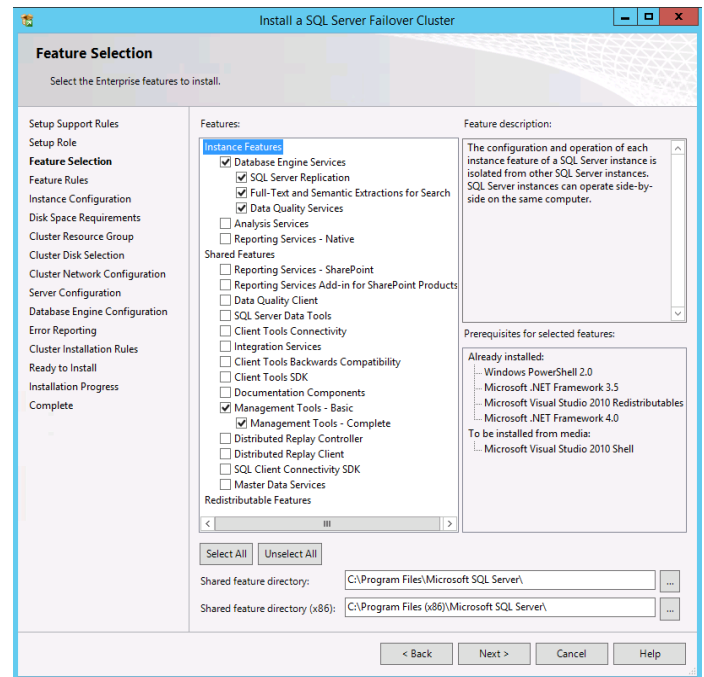 Install a SQL Server Failover Cluster
Feature Selection
Select the Enterprise features to install.
Setup Support Rules
Setup Role
Feature Selection
Feature Rules
Instance Configuration
Disk Space Requirements
Cluster Resource Group
Cluster Disk Selection
Cluster Network Configuration
Server Configuration
Database Engine Configuration
Error Reporting
Cluster Installation Rules
Ready to Install
Installation Progress
Complete
Features:
Instance Features
Database Engine Services
SQL Server Replication
Full-Text and Semantic Extractions for Search
Data Quality Services
Analysis Services
Reporting Services - Native
Shared Features
Reporting Services - SharePoint
Reporting Services Add-in for SharePoint Products
Data Quality Client
SQL Server Data Tools
Client Tools Connectivity
Integration Services
Client Tools Backwards Compatibility
Client Tools SDK
Documentation Components
Management Tools - Basic
Management Tools - Complete
Distributed Replay Controller
Distributed Replay Client
SQL Client Connectivity SDK
Master Data Services
Redistributable Features
Feature description:
The configuration and operation of each
instance feature of a SQL Server instance is
isolated from other SQL Server instances.
SQL Server instances can operate side-by-
side on the same computer.
Prerequisites for selected features:
Already installed:
Windows PowerShell 2.0
Microsoft .NET Framework 3.5
Microsoft Visual Studio 2010 Redistributables
Microsoft .NET Framework 4.0
To be installed from media:
Microsoft Visual Studio 2010 Shell
Select All
Unselect All
Shared feature directory:
C:\Program Files\Microsoft SQL Server\
...
Shared feature directory (x86):
C:\Program Files (x86)\Microsoft SQL Server\
...
< Back
Next >
Cancel
Help